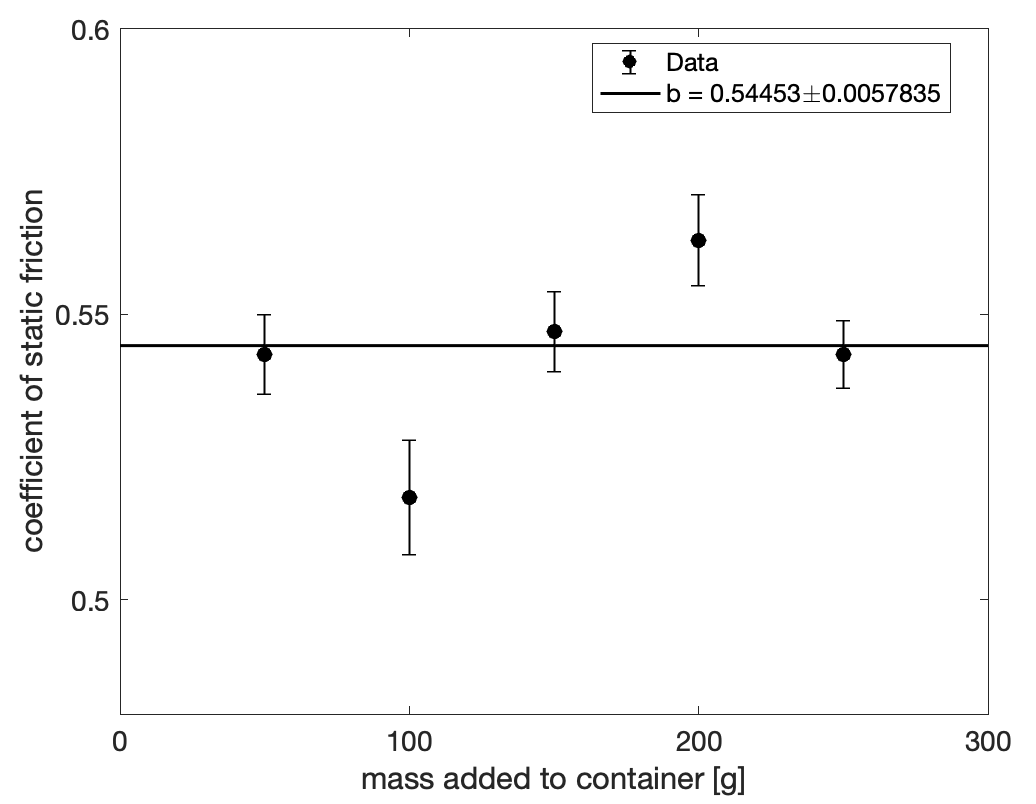 0.6
0.55
0.5
0
100
200
300
coefficient of static friction
mass added to container [g]
Data
b = 0.54453±0.0057835